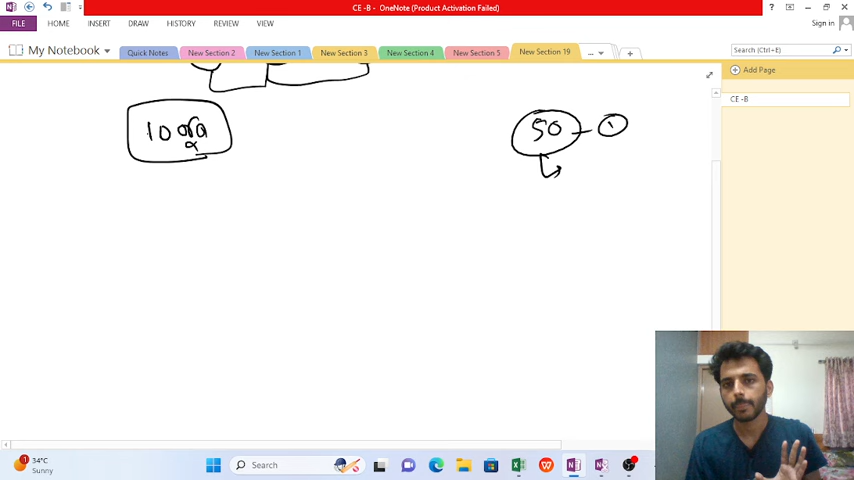 CE -B - OneNote (Product Activation Failed)
FILE HOME INSERT DRAW HISTORY REVIEW VIEW Sign in
My Notebook Quick Notes New Section 2 New Section 1 New Section 3 New Section 4 New Section 5 New Section 19 ... + Search (Ctrl+E)
Add Page
CE -B
50 - 1
34°C
Sunny
Search